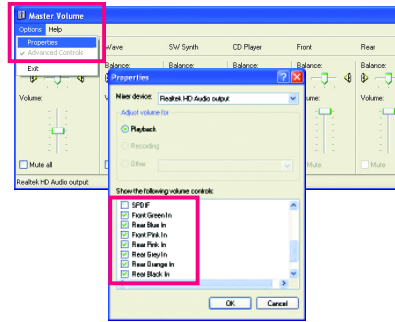 Master Volume
Options Help
Properties
Advanced Controls
Exit
Wave
SW Synth
CD Player
Front
Rear
Balance:
Balance:
Balance:
Balance:
Balance:
Volume:
Volume:
Mute all
Mute
Mute
Realtek HD Audio output
Properties
Mixer device:
Realtek HD Audio output
Adjust volume for
Playback
Recording
Other
Show the following volume controls:
SPDIF
Front Green In
Rear Blue In
Front Pink In
Rear Pink In
Rear Grey In
Rear Orange In
Rear Black In
OK
Cancel